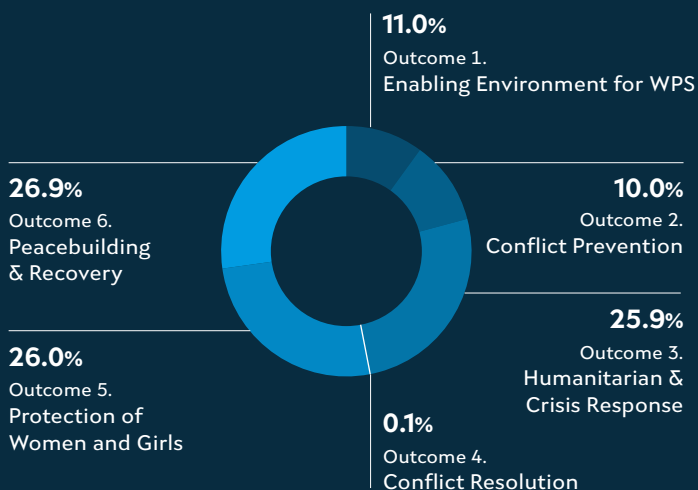 11.0%
Outcome 1.
Enabling Environment for WPS
10.0%
Outcome 2.
Conflict Prevention
25.9%
Outcome 3.
Humanitarian &
Crisis Response
0.1%
Outcome 4.
Conflict Resolution
26.0%
Outcome 5.
Protection of
Women and Girls
26.9%
Outcome 6.
Peacebuilding
& Recovery